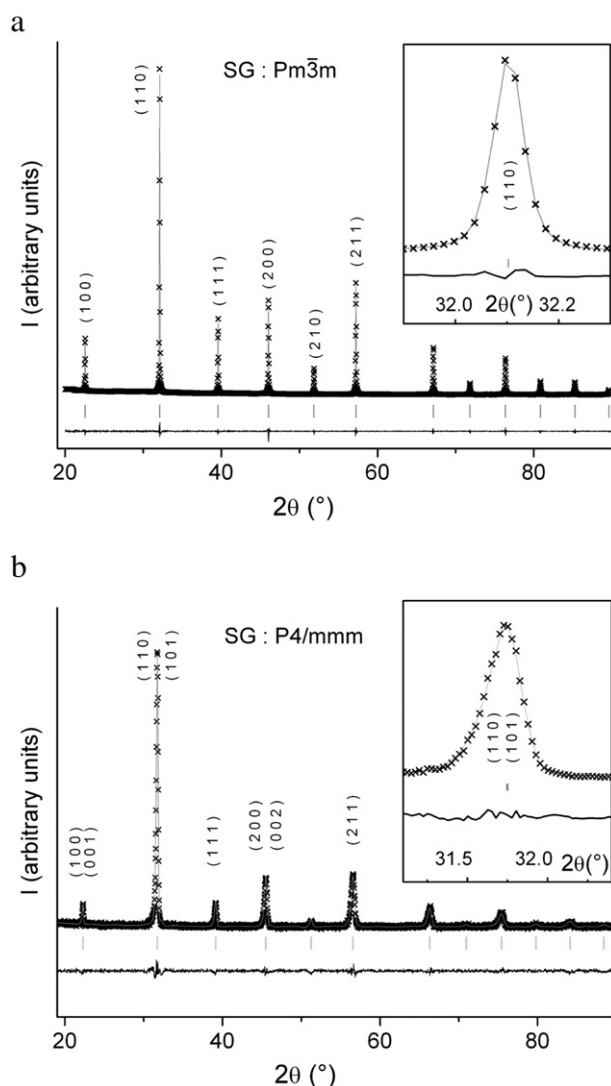 a
SG : Pm3̅m
I (arbitrary units)
(100)
(110)
(111)
(200)
(210)
(211)
20 40 60 80
2θ (°)
(110)
32.0 2θ(°) 32.2
b
SG : P4/mmm
I (arbitrary units)
(100)
(001)
(110)
(101)
(111)
(200)
(002)
(211)
20 40 60 80
2θ (°)
(110)
(101)
31.5 32.0 2θ(°)